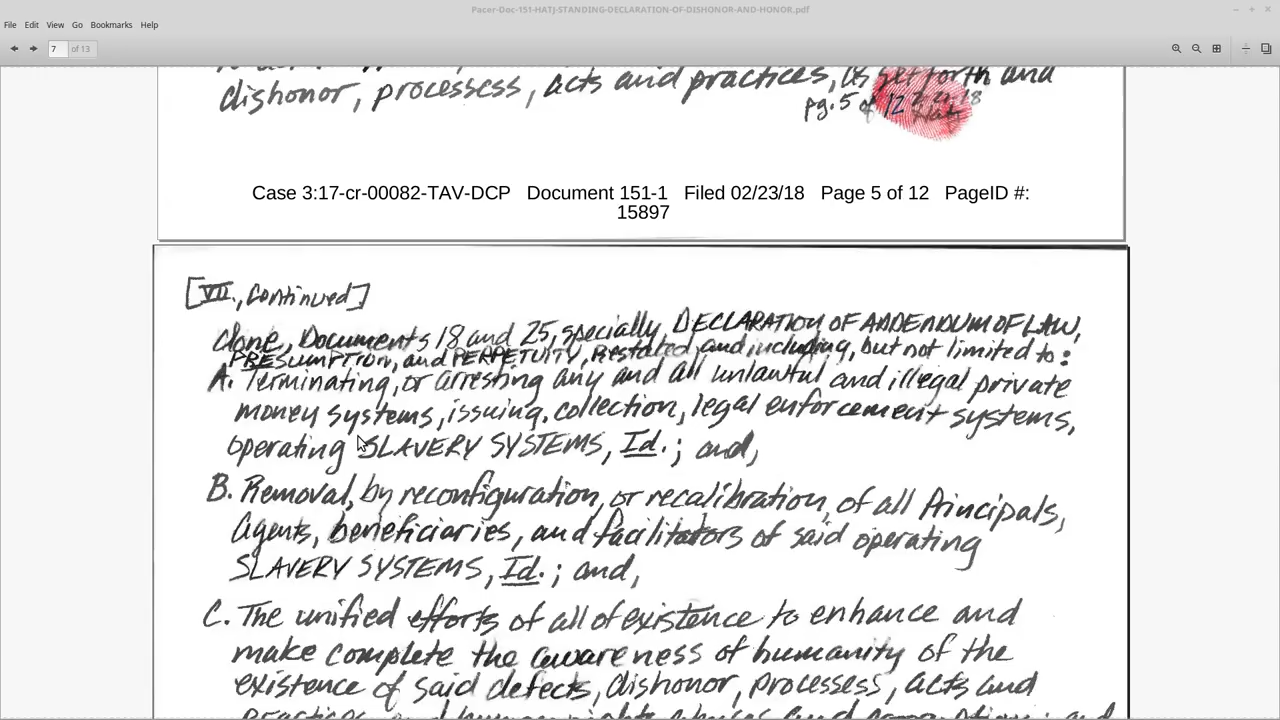 Pacer-Doc-151-HATJ-STANDING-DECLARATION-OF-DISHONOR-AND-HONOR.pdf
File Edit View Go Bookmarks Help
7 of 13
dishonor, processess, acts and practices, as set forth and
pg. 5 of 12
Case 3:17-cr-00082-TAV-DCP Document 151-1 Filed 02/23/18 Page 5 of 12 PageID #:
15897
[VII., Continued]
clone, Documents 18 and 25, specially, DECLARATION OF ADDENDUM OF LAW,
PRESUMPTION, and PERPETUITY, Restated, and including, but not limited to:
A. Terminating, or arresting any and all unlawful and illegal private
money systems, issuing, collection, legal enforcement systems,
operating SLAVERY SYSTEMS, Id.; and,
B. Removal, by reconfiguration, or recalibration, of all Principals,
Agents, beneficiaries, and facilitators of said operating
SLAVERY SYSTEMS, Id.; and,
C. The unified efforts of all of existence to enhance and
make complete the awareness of humanity of the
existence of said defects, dishonor, processess, acts and